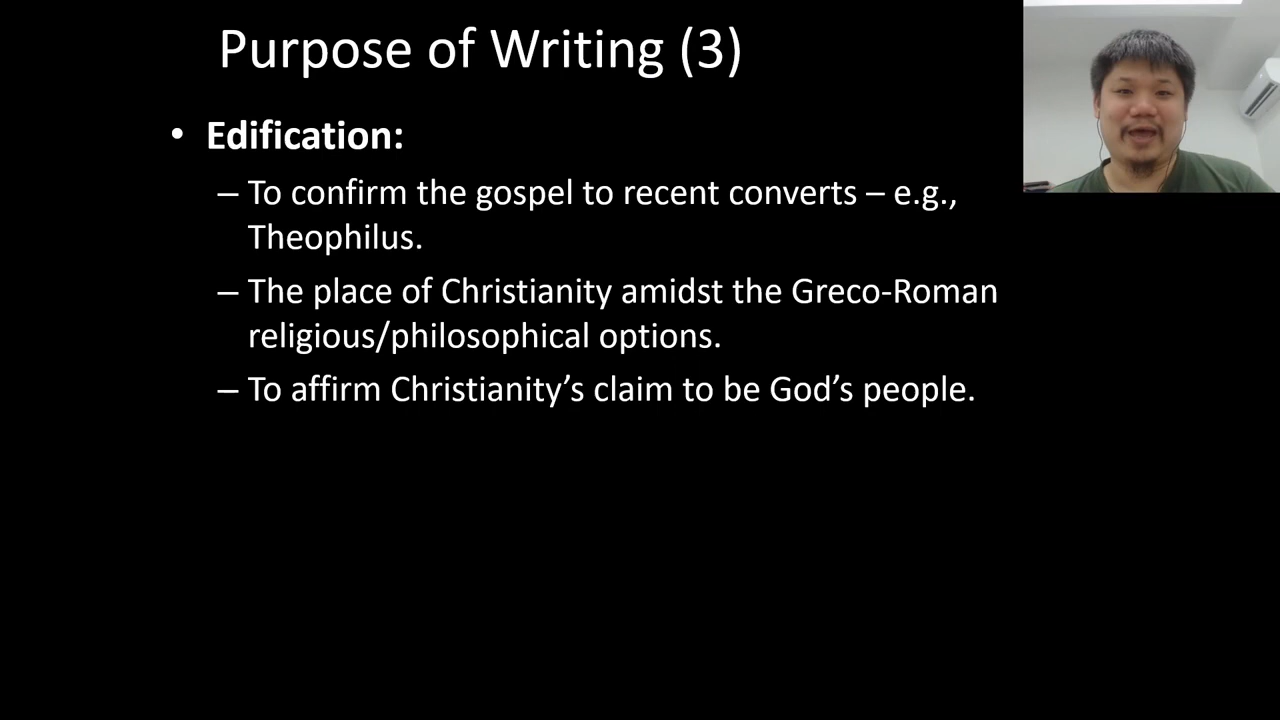 Purpose of Writing (3)
• Edification:
– To confirm the gospel to recent converts – e.g.,
Theophilus.
– The place of Christianity amidst the Greco-Roman
religious/philosophical options.
– To affirm Christianity’s claim to be God’s people.